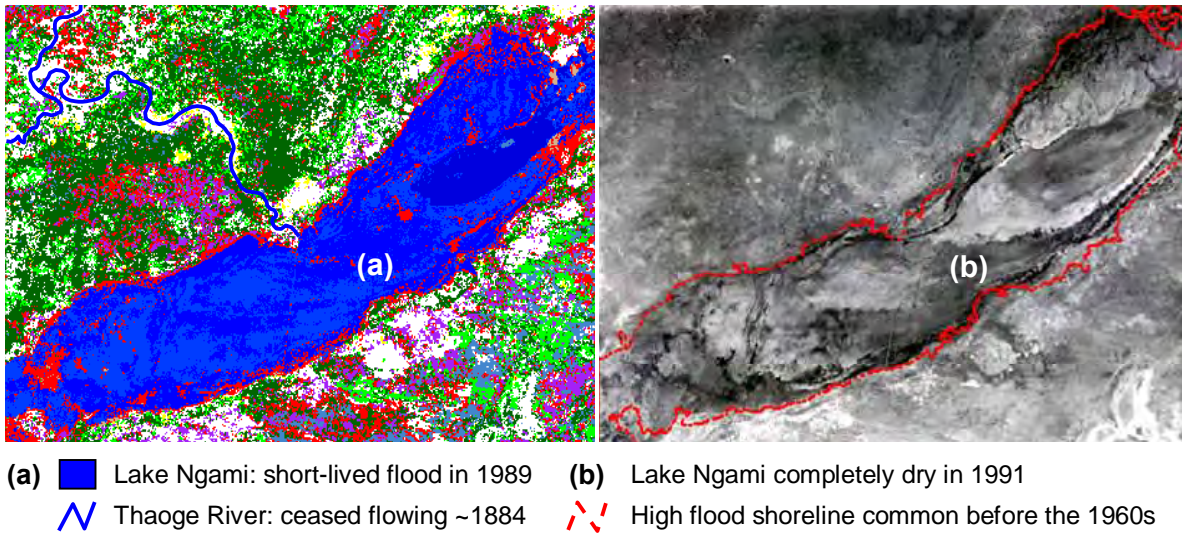 (a)
(b)
(a) Lake Ngami: short-lived flood in 1989 (b) Lake Ngami completely dry in 1991
Thaoge River: ceased flowing ~1884 High flood shoreline common before the 1960s